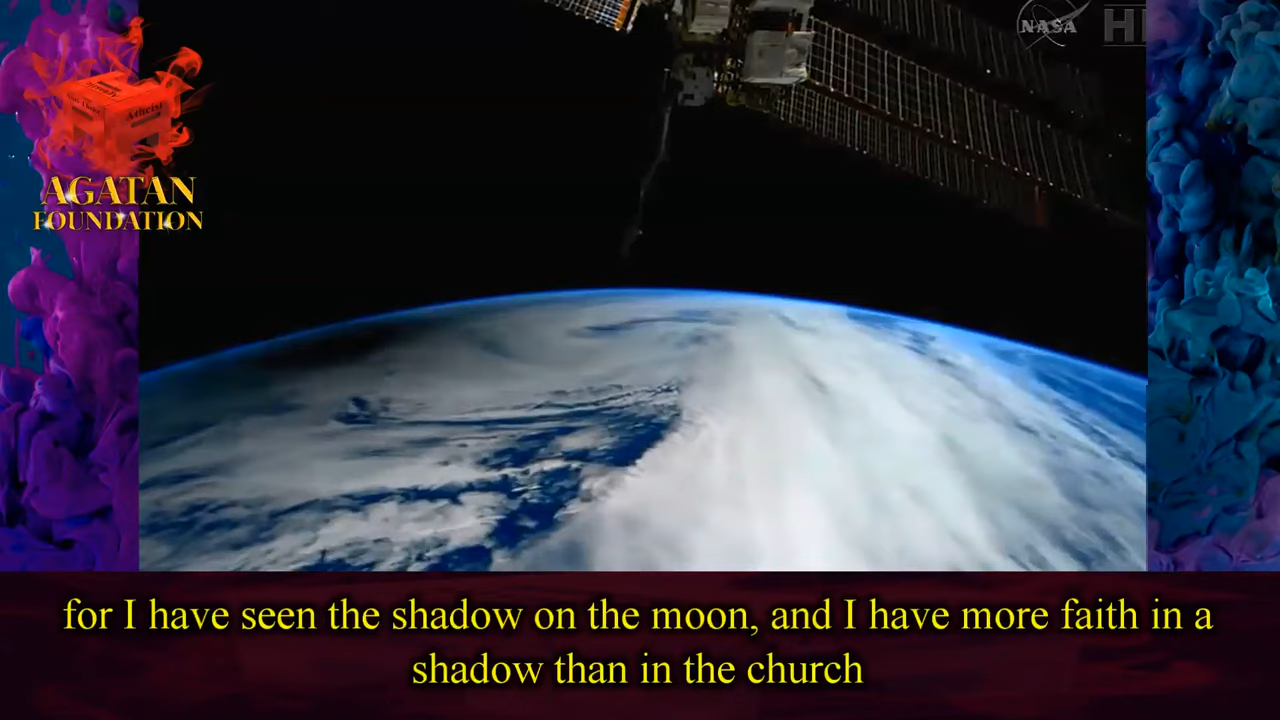 NASA
Atheist
AGATAN
FOUNDATION
for I have seen the shadow on the moon, and I have more faith in a
shadow than in the church